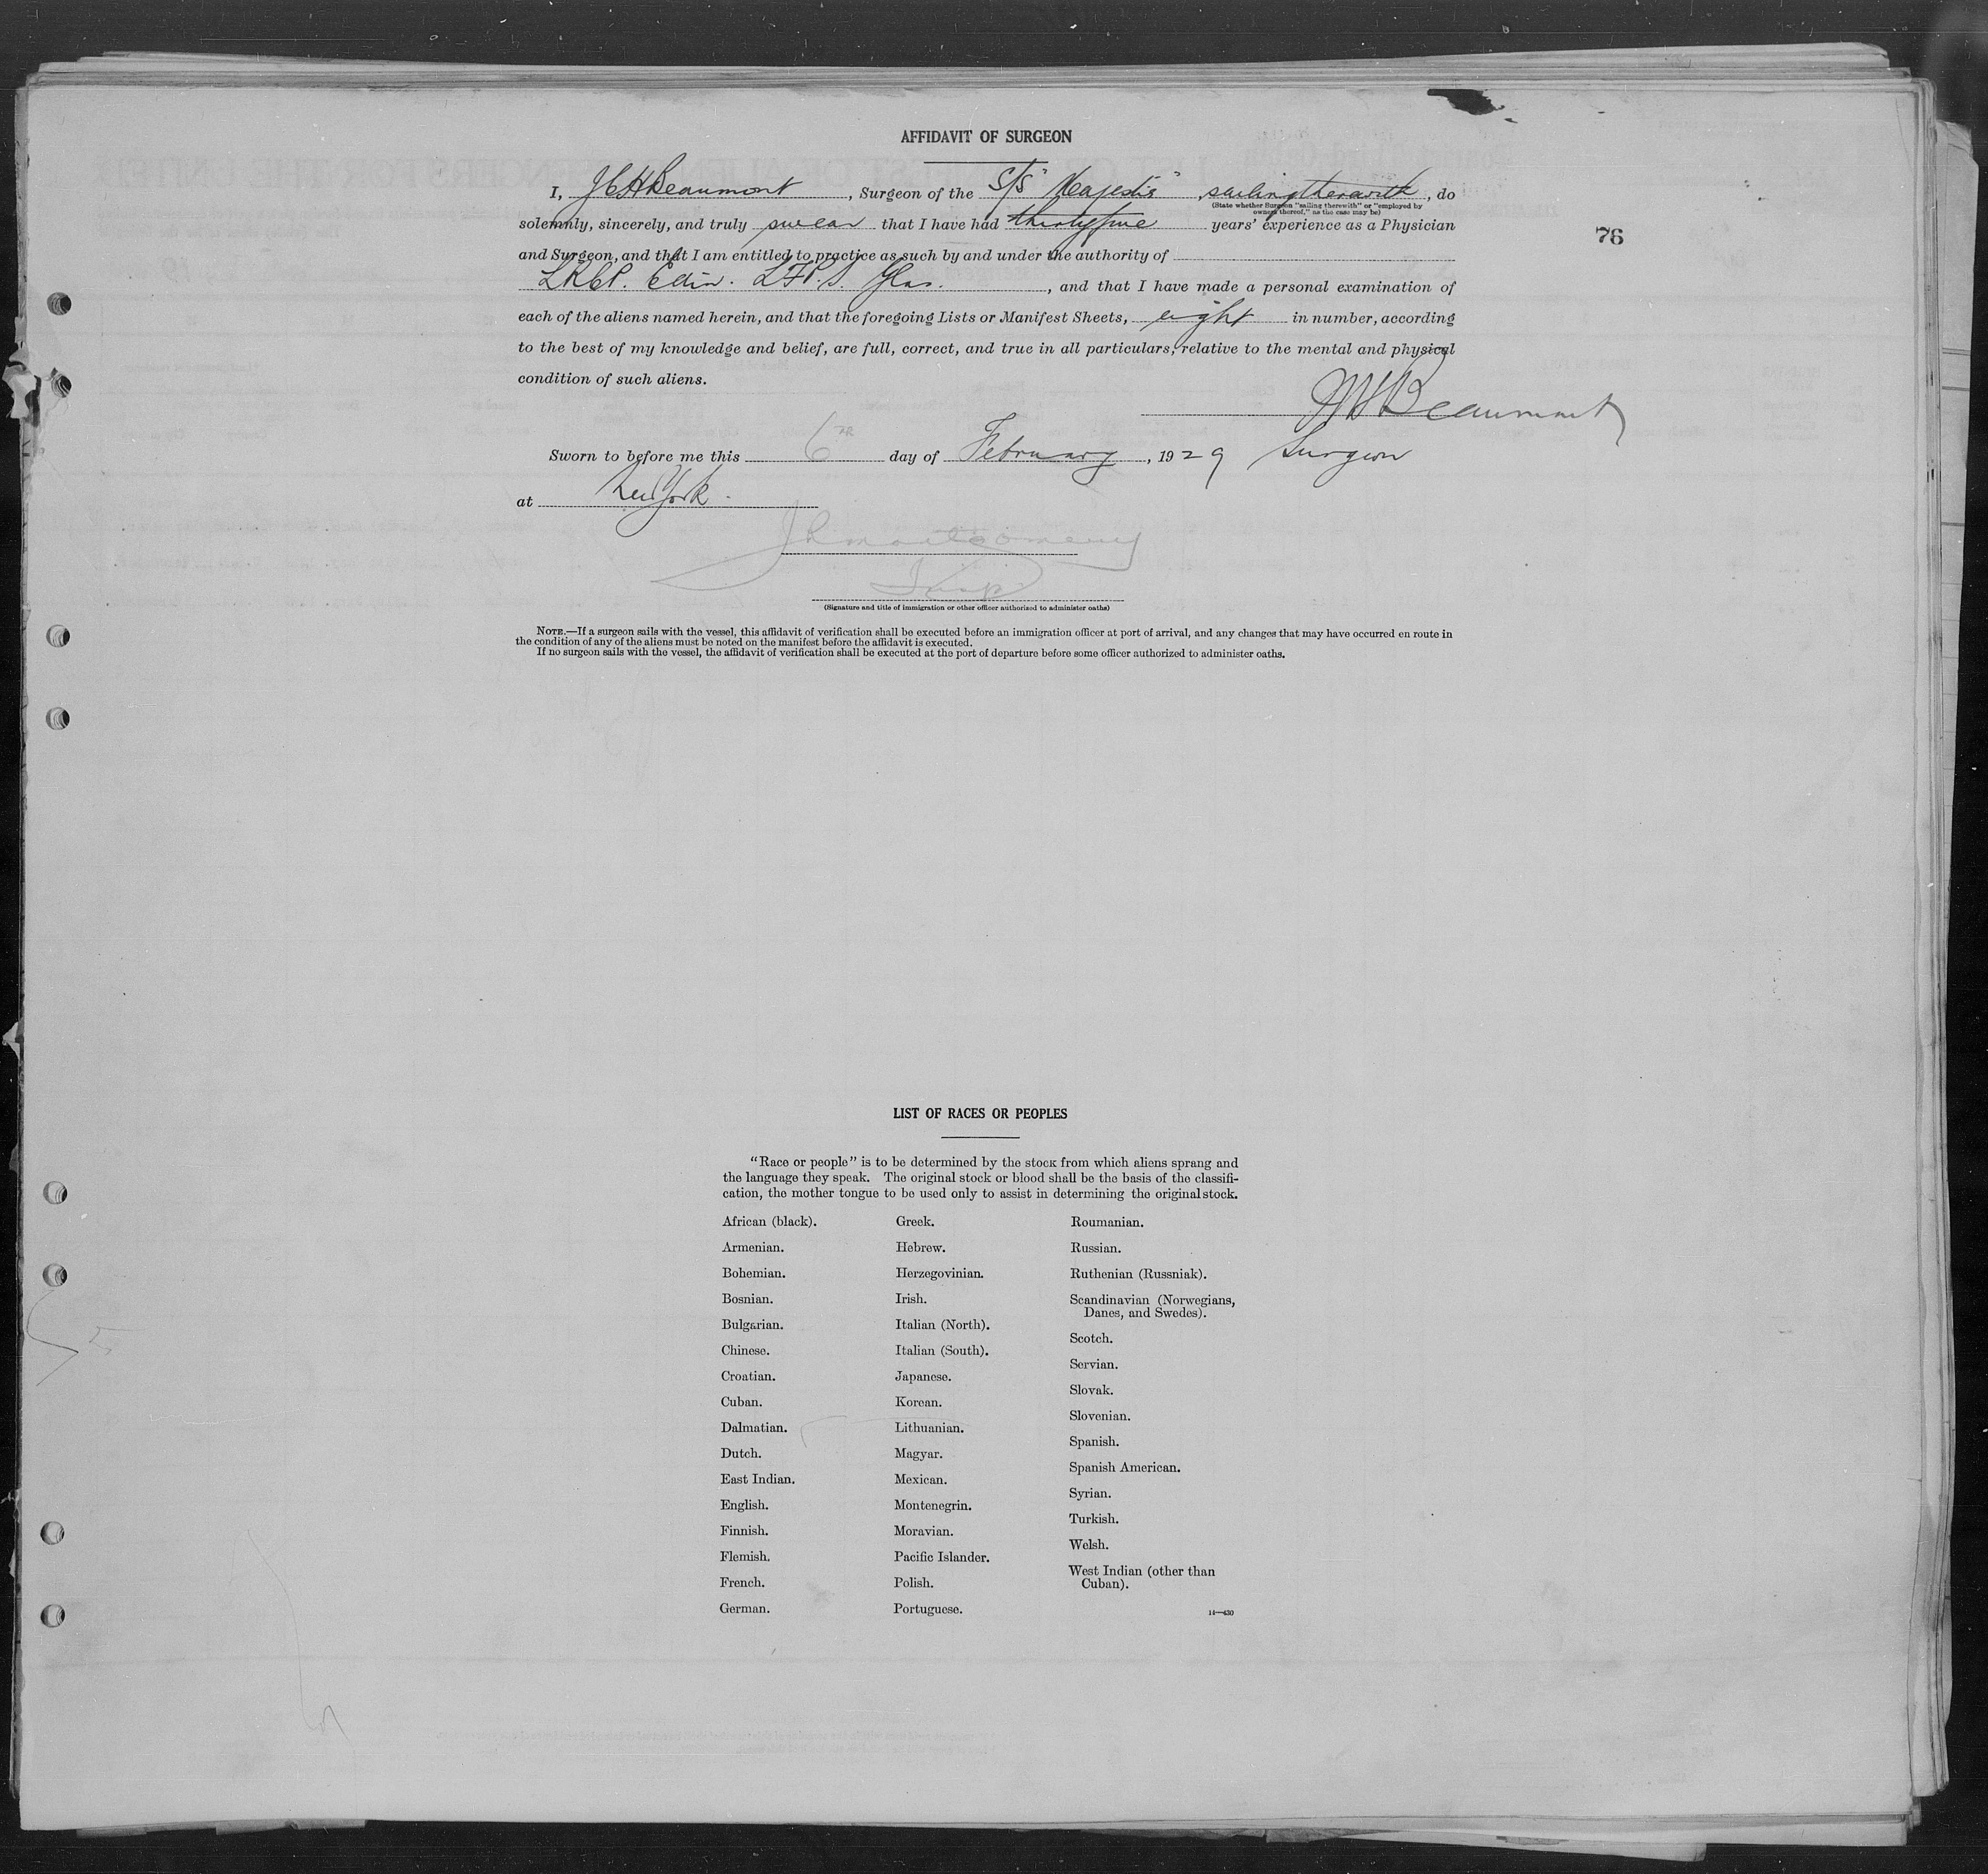 AFFIDAVIT OF SURGEON
I, JCHBeaumont, Surgeon of the S/S "Majestic", sailing therewith, do
(State whether Surgeon "sailing therewith" or "employed by
owners thereof," as the case may be)
solemnly, sincerely, and truly swear that I have had thirty five years' experience as a Physician
76
and Surgeon, and that I am entitled to practice as such by and under the authority of
LRCP. Edin. LFP.S. Glas., and that I have made a personal examination of
each of the aliens named herein, and that the foregoing Lists or Manifest Sheets, eight in number, according
to the best of my knowledge and belief, are full, correct, and true in all particulars, relative to the mental and physical
condition of such aliens.
Beaumont
Sworn to before me this 6th day of February, 1929 Surgeon
at New York.
JRMontgomery
Insp
(Signature and title of immigration or other officer authorized to administer oaths)
NOTE.—If a surgeon sails with the vessel, this affidavit of verification shall be executed before an immigration officer at port of arrival, and any changes that may have occurred en route in
the condition of any of the aliens must be noted on the manifest before the affidavit is executed.
If no surgeon sails with the vessel, the affidavit of verification shall be executed at the port of departure before some officer authorized to administer oaths.
LIST OF RACES OR PEOPLES
"Race or people" is to be determined by the stock from which aliens sprang and
the language they speak. The original stock or blood shall be the basis of the classifi-
cation, the mother tongue to be used only to assist in determining the original stock.
African (black).
Armenian.
Bohemian.
Bosnian.
Bulgarian.
Chinese.
Croatian.
Cuban.
Dalmatian.
Dutch.
East Indian.
English.
Finnish.
Flemish.
French.
German.
Greek.
Hebrew.
Herzegovinian.
Irish.
Italian (North).
Italian (South).
Japanese.
Korean.
Lithuanian.
Magyar.
Mexican.
Montenegrin.
Moravian.
Pacific Islander.
Polish.
Portuguese.
Roumanian.
Russian.
Ruthenian (Russniak).
Scandinavian (Norwegians,
Danes, and Swedes).
Scotch.
Servian.
Slovak.
Slovenian.
Spanish.
Spanish American.
Syrian.
Turkish.
Welsh.
West Indian (other than
Cuban).
14—430